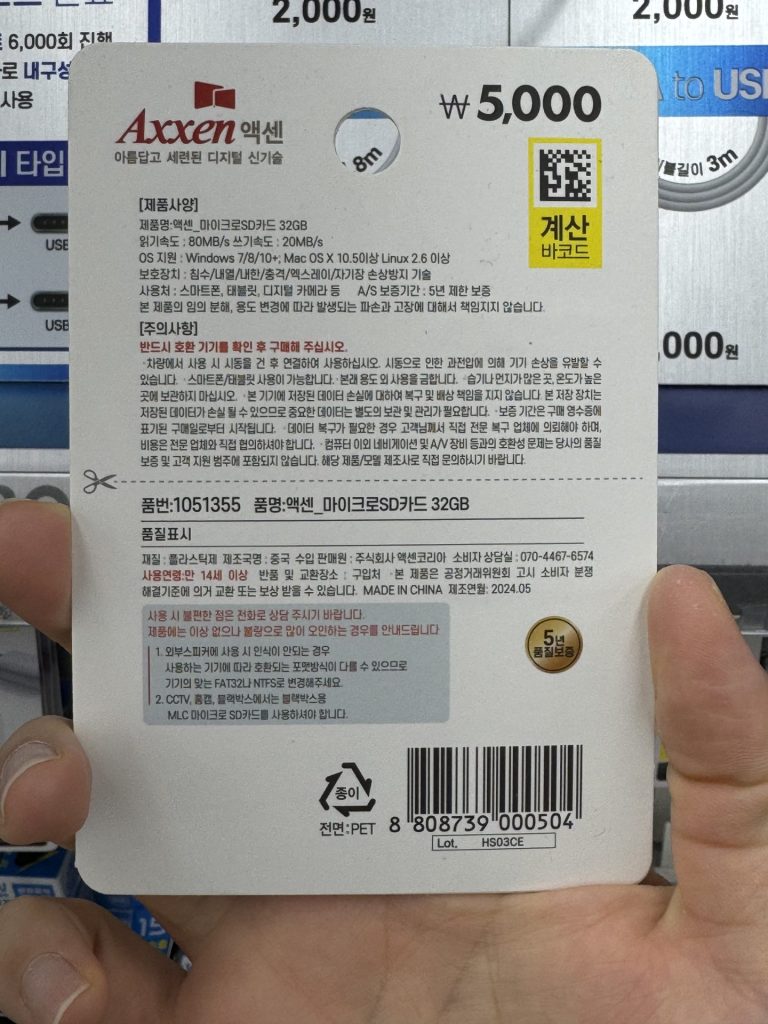 2,000원
2,000원
6,000회 진행
로 내구성
사용
A to USB
타입
USB
USB
/줄길이 3m
,000원
Axxen 액센
아름답고 세련된 디지털 신기술
8m
₩5,000
계산
바코드
[제품사양]
제품명:액센_마이크로SD카드 32GB
읽기속도 : 80MB/s 쓰기속도 : 20MB/s
OS 지원 : Windows 7/8/10+, Mac OS X 10.5이상 Linux 2.6 이상
보호장치 : 침수/내열/내한/충격/엑스레이/자기장 손상방지 기술
사용처 : 스마트폰, 태블릿, 디지털 카메라 등 A/S 보증기간 : 5년 제한 보증
본 제품의 임의 분해, 용도 변경에 따라 발생되는 파손과 고장에 대해서 책임지지 않습니다.
[주의사항]
반드시 호환 기기를 확인 후 구매해 주십시오.
·차량에서 사용 시 시동을 건 후 연결하여 사용하십시오. 시동으로 인한 과전압에 의해 기기 손상을 유발할 수
있습니다. ·스마트폰/태블릿 사용이 가능합니다. ·본래 용도 외 사용을 금합니다. ·습기나 먼지가 많은 곳, 온도가 높은
곳에 보관하지 마십시오. ·본 기기에 저장된 데이터 손실에 대하여 복구 및 배상 책임을 지지 않습니다. 본 저장 장치는
저장된 데이터가 손실 될 수 있으므로 중요한 데이터는 별도의 보관 및 관리가 필요합니다. ·보증 기간은 구매 영수증에
표기된 구매일로부터 시작됩니다. ·데이터 복구가 필요한 경우 고객님께서 직접 전문 복구 업체에 의뢰해야 하며,
비용은 전문 업체와 직접 협의하셔야 합니다. ·컴퓨터 이외 네비게이션 및 A/V 장비 등과의 호환성 문제는 당사의 품질
보증 및 고객 지원 범주에 포함되지 않습니다. 해당 제품/모델 제조사로 직접 문의하시기 바랍니다.
품번:1051355 품명:액센_마이크로SD카드 32GB
품질표시
재질 : 플라스틱제 제조국명 : 중국 수입 판매원 : 주식회사 액센코리아 소비자 상담실 : 070-4467-6574
사용연령:만 14세 이상 반품 및 교환장소 : 구입처 ·본 제품은 공정거래위원회 고시 소비자 분쟁
해결기준에 의거 교환 또는 보상 받을 수 있습니다. MADE IN CHINA 제조연월: 2024.05
사용 시 불편한 점은 전화로 상담 주시기 바랍니다.
제품에는 이상 없으나 불량으로 많이 오인하는 경우를 안내드립니다
1. 외부스피커에 사용 시 인식이 안되는 경우
사용하는 기기에 따라 호환되는 포맷방식이 다를 수 있으므로
기기의 맞는 FAT32나 NTFS로 변경해주세요.
2. CCTV, 홈캠, 블랙박스에서는 블랙박스용
MLC 마이크로 SD카드를 사용하셔야 합니다.
5년
품질보증
종이
전면:PET
8 808739 000504
Lot. HS03CE